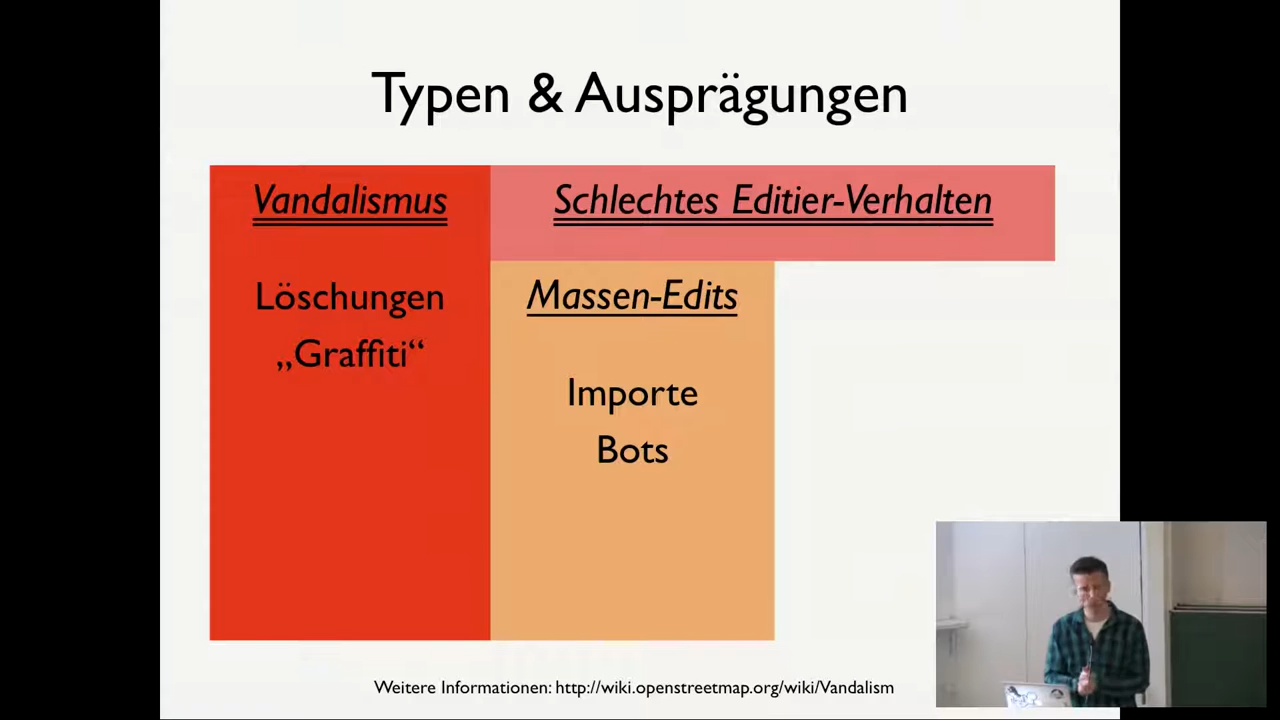 Typen & Ausprägungen
Vandalismus
Schlechtes Editier-Verhalten
Löschungen
„Graffiti“
Massen-Edits
Importe
Bots
Weitere Informationen: http://wiki.openstreetmap.org/wiki/Vandalism